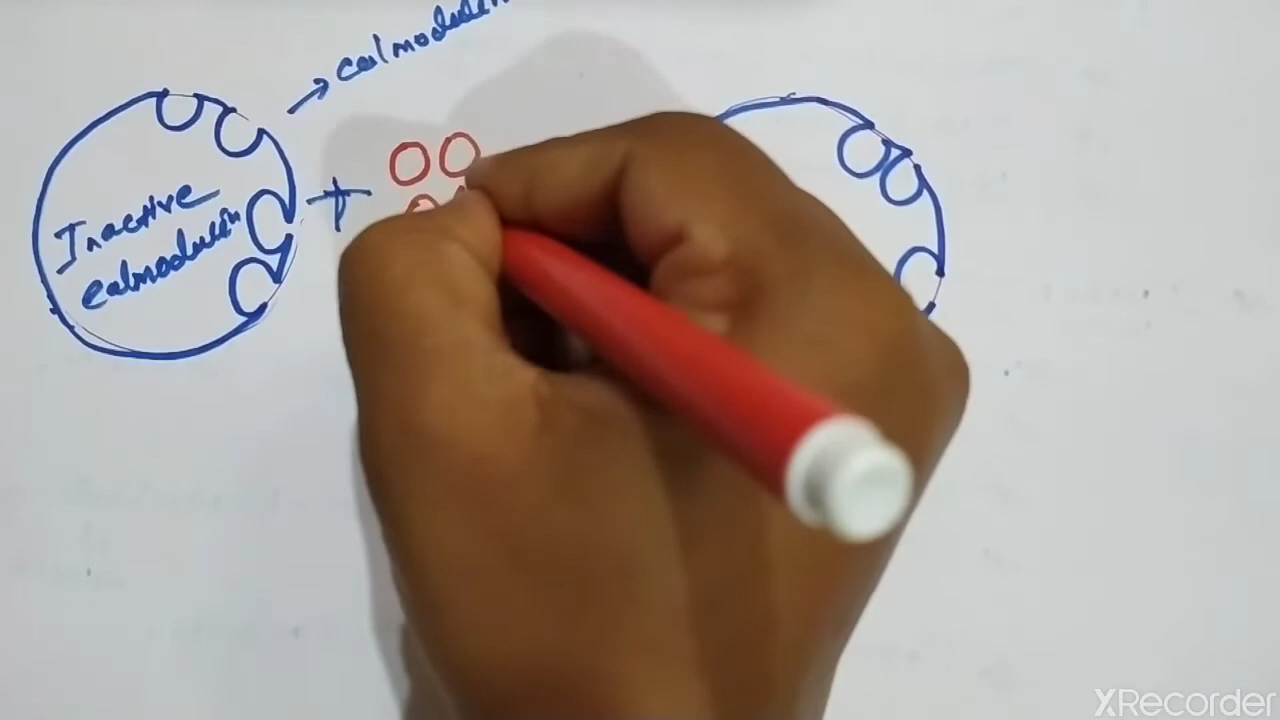 → calmodulin
Inactive
calmodulin
+
XRecorder